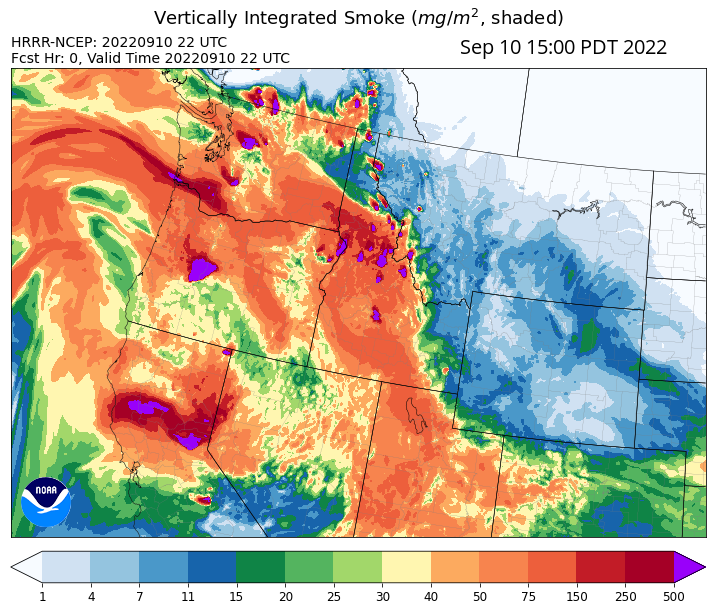 Vertically Integrated Smoke (mg/m², shaded)
HRRR-NCEP: 20220910 22 UTC
Fcst Hr: 0, Valid Time 20220910 22 UTC
Sep 10 15:00 PDT 2022
NOAA
1 4 7 11 15 20 25 30 40 50 75 150 250 500